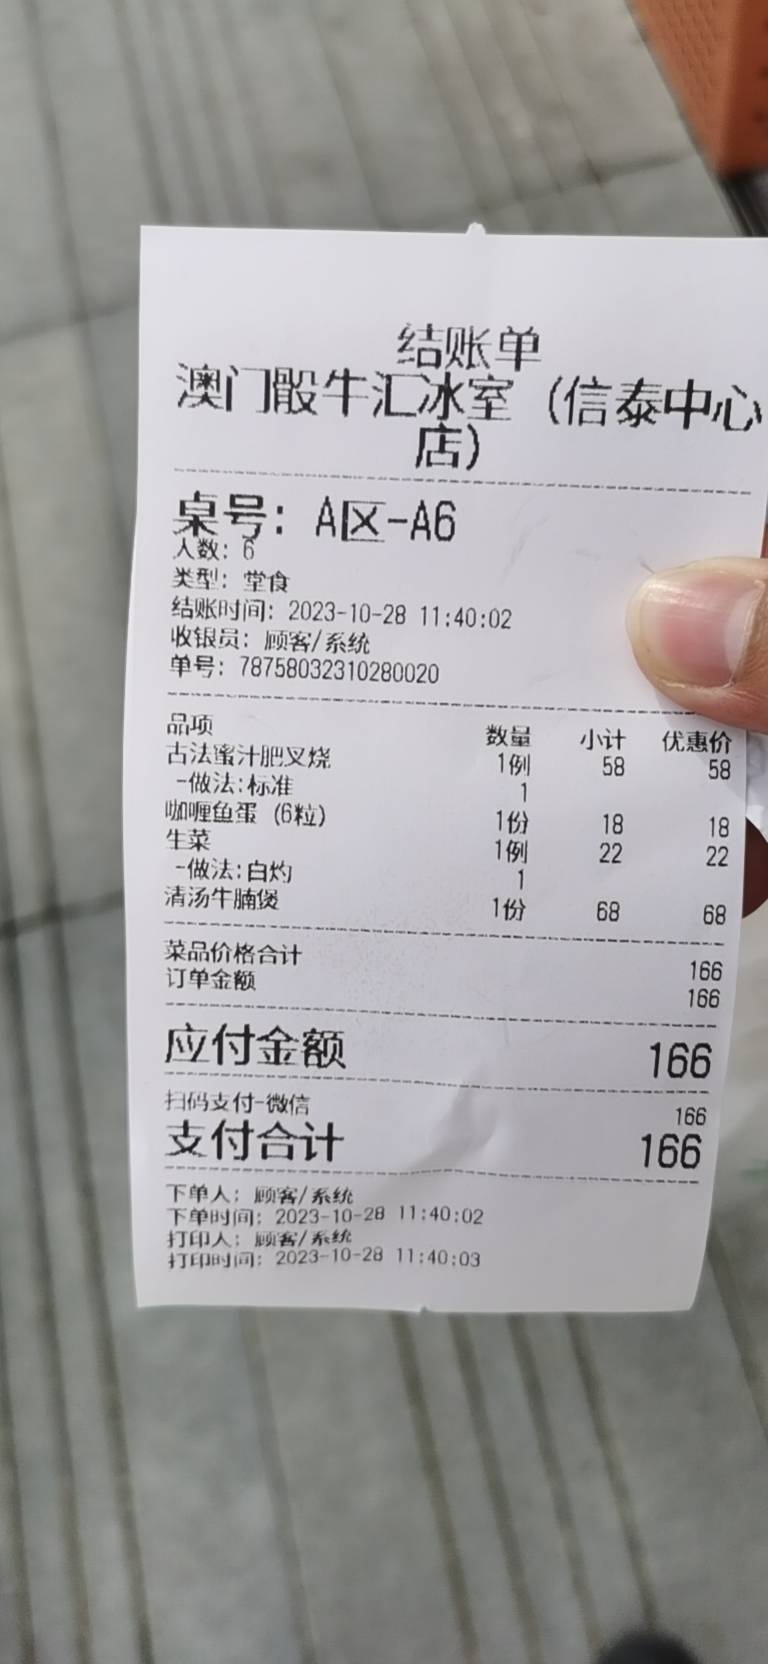 结账单
澳门骰牛汇冰室（信泰中心
店）
桌号：A区-A6
人数：6
类型：堂食
结账时间：2023-10-28 11:40:02
收银员：顾客/系统
单号：78758032310280020
品项 数量 小计 优惠价
古法蜜汁肥叉烧 1例 58 58
-做法:标准 1
咖喱鱼蛋（6粒） 1份 18 18
生菜 1例 22 22
-做法:白灼 1
清汤牛腩煲 1份 68 68
菜品价格合计 166
订单金额 166
应付金额 166
扫码支付-微信 166
支付合计 166
下单人：顾客/系统
下单时间：2023-10-28 11:40:02
打印人：顾客/系统
打印时间：2023-10-28 11:40:03